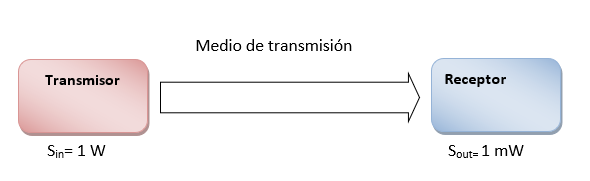 Medio de transmisión
Transmisor
Receptor
Sin= 1 W
Sout= 1 mW